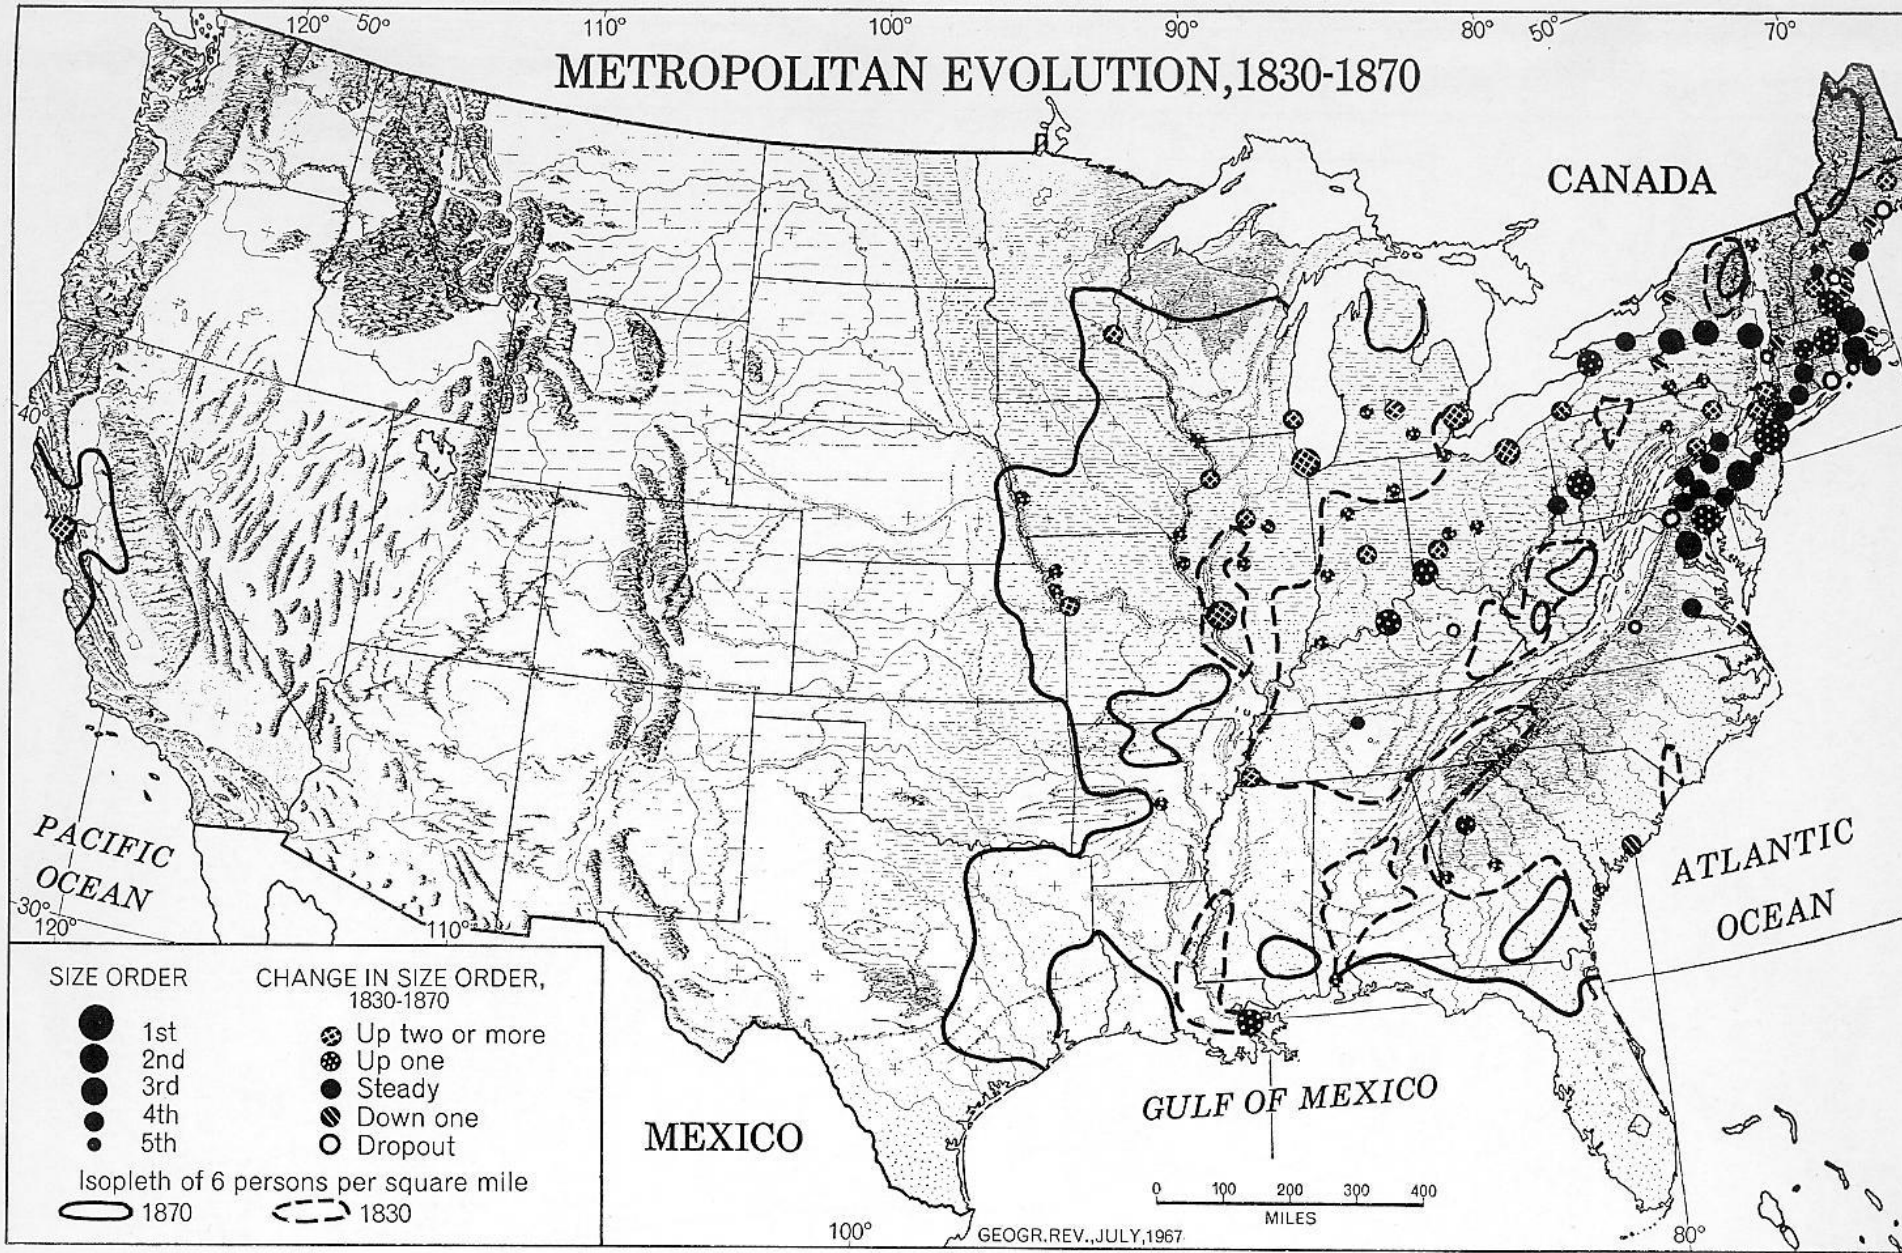 120° 50° 110° 100° 90° 80° 50° 70°
METROPOLITAN EVOLUTION, 1830-1870
CANADA
40°
PACIFIC
OCEAN
ATLANTIC
OCEAN
30°
120°
110°
SIZE ORDER
1st
2nd
3rd
4th
5th
CHANGE IN SIZE ORDER,
1830-1870
Up two or more
Up one
Steady
Down one
Dropout
Isopleth of 6 persons per square mile
1870 1830
MEXICO
GULF OF MEXICO
0 100 200 300 400
MILES
100°
GEOGR.REV.,JULY,1967
80°